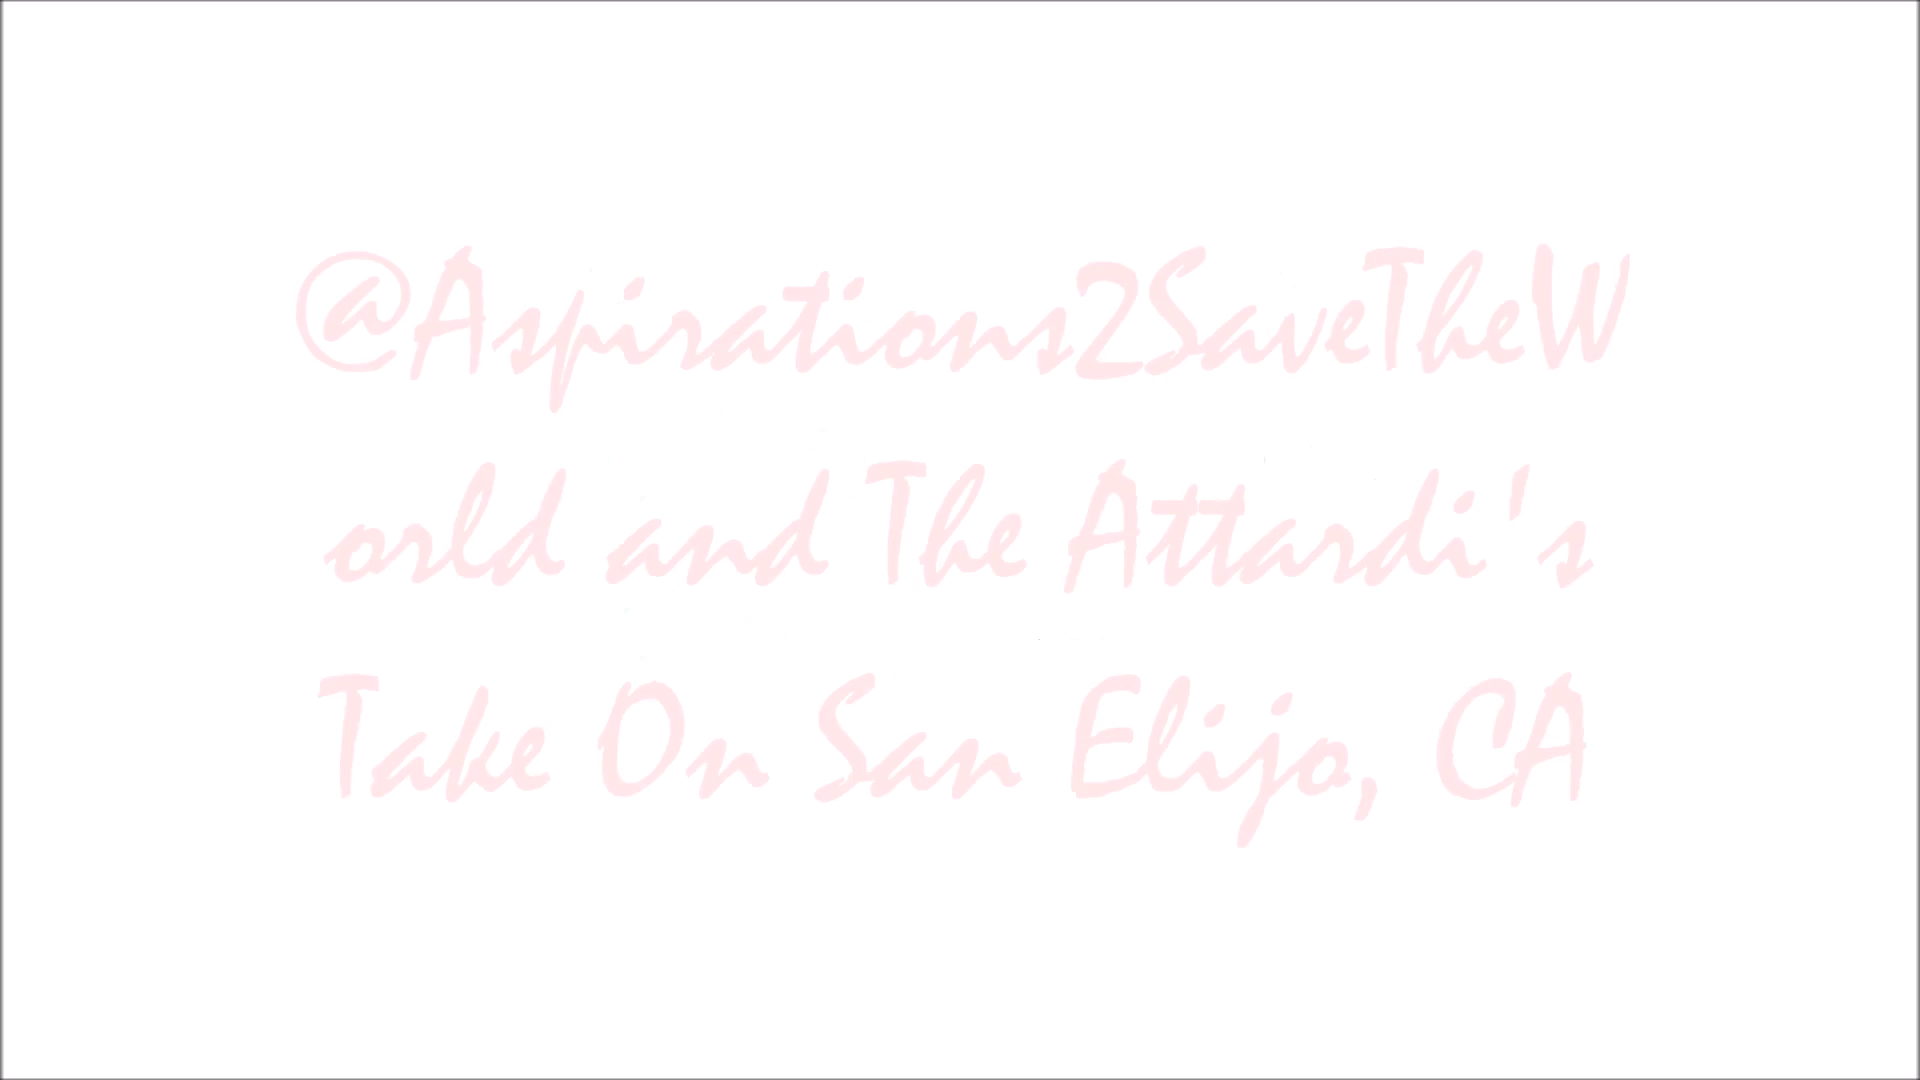 @Aspirations2SaveTheW
orld and The Attardi's
Take On San Elijo, CA